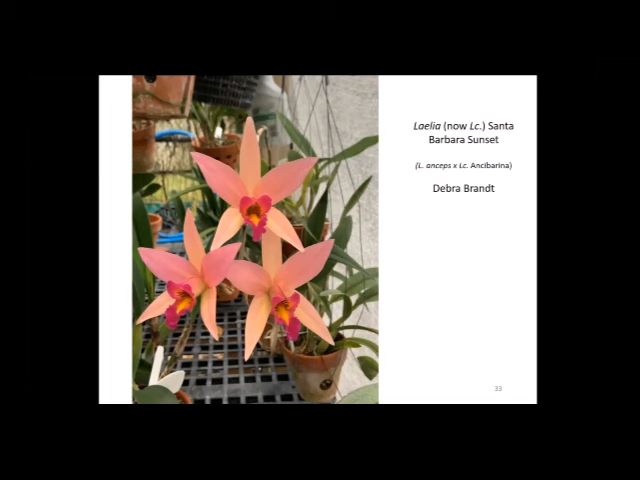 Laelia (now Lc.) Santa
Barbara Sunset
(L. anceps x Lc. Ancibarina)
Debra Brandt
33